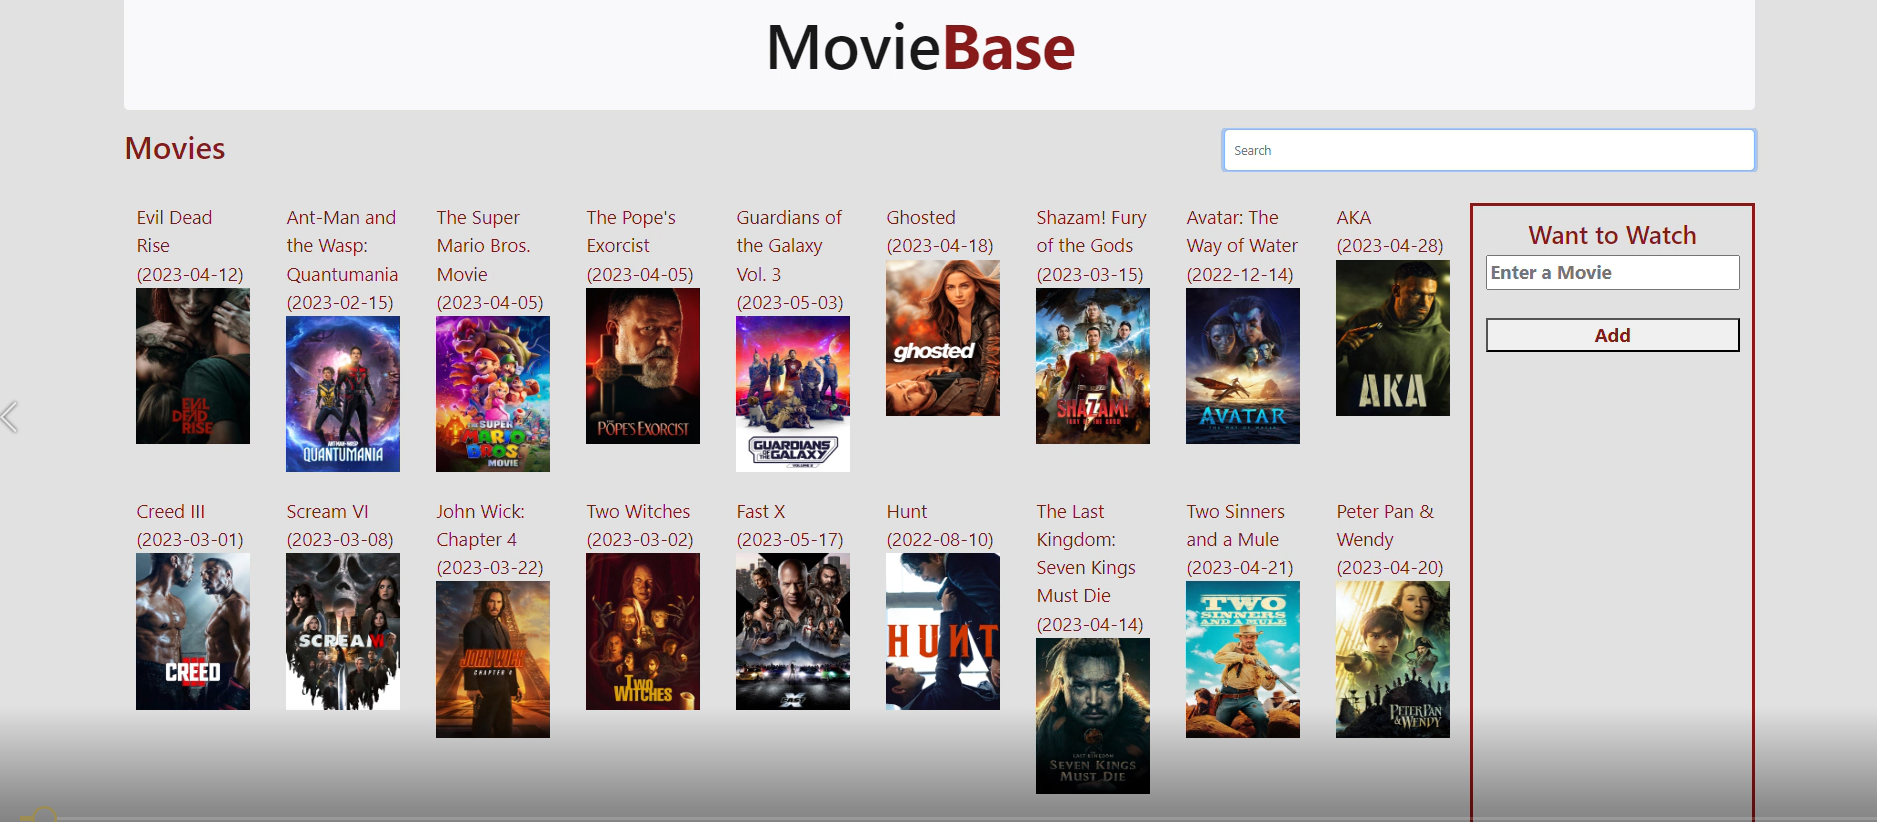 MovieBase
Movies
Search
Evil Dead
Rise
(2023-04-12)
EVIL
DEAD
RISE
Ant-Man and
the Wasp:
Quantumania
(2023-02-15)
ANT-MAN AND THE WASP
QUANTUMANIA
The Super
Mario Bros.
Movie
(2023-04-05)
THE SUPER
MARIO
BROS.
MOVIE
The Pope's
Exorcist
(2023-04-05)
THE
POPE'S EXORCIST
Guardians of
the Galaxy
Vol. 3
(2023-05-03)
GUARDIANS
OF THE GALAXY
VOLUME 3
Ghosted
(2023-04-18)
ghosted
Shazam! Fury
of the Gods
(2023-03-15)
SHAZAM!
FURY OF THE GODS
Avatar: The
Way of Water
(2022-12-14)
AVATAR
THE WAY OF WATER
AKA
(2023-04-28)
AKA
Want to Watch
Enter a Movie
Add
Creed III
(2023-03-01)
CREED
Scream VI
(2023-03-08)
SCREAM VI
John Wick:
Chapter 4
(2023-03-22)
JOHN WICK
CHAPTER 4
Two Witches
(2023-03-02)
TWO
WITCHES
Fast X
(2023-05-17)
Hunt
(2022-08-10)
HUNT
The Last
Kingdom:
Seven Kings
Must Die
(2023-04-14)
THE LAST KINGDOM
SEVEN KINGS
MUST DIE
Two Sinners
and a Mule
(2023-04-21)
TWO
SINNERS
AND A MULE
Peter Pan &
Wendy
(2023-04-20)
PETER PAN
& WENDY